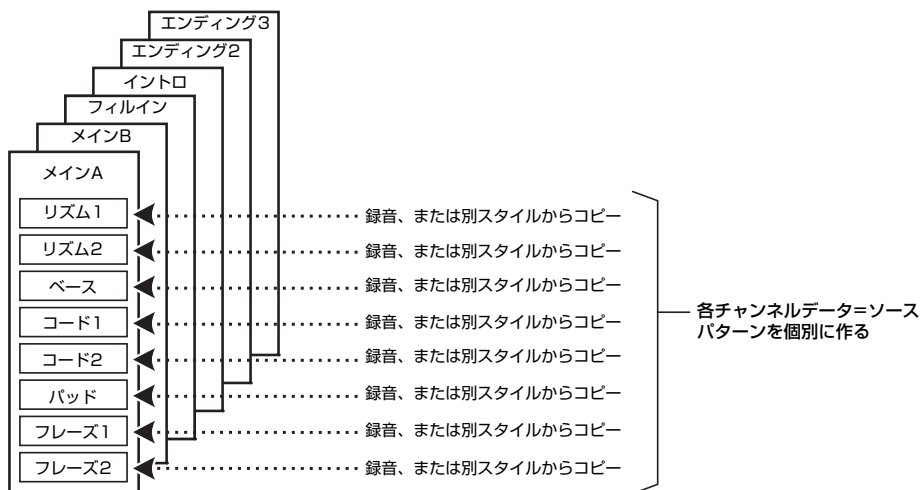 エンディング3
エンディング2
イントロ
フィルイン
メインB
メインA
リズム1
録音、または別スタイルからコピー
リズム2
録音、または別スタイルからコピー
ベース
録音、または別スタイルからコピー
コード1
録音、または別スタイルからコピー
コード2
録音、または別スタイルからコピー
パッド
録音、または別スタイルからコピー
フレーズ1
録音、または別スタイルからコピー
フレーズ2
録音、または別スタイルからコピー
各チャンネルデータ=ソース
パターンを個別に作る